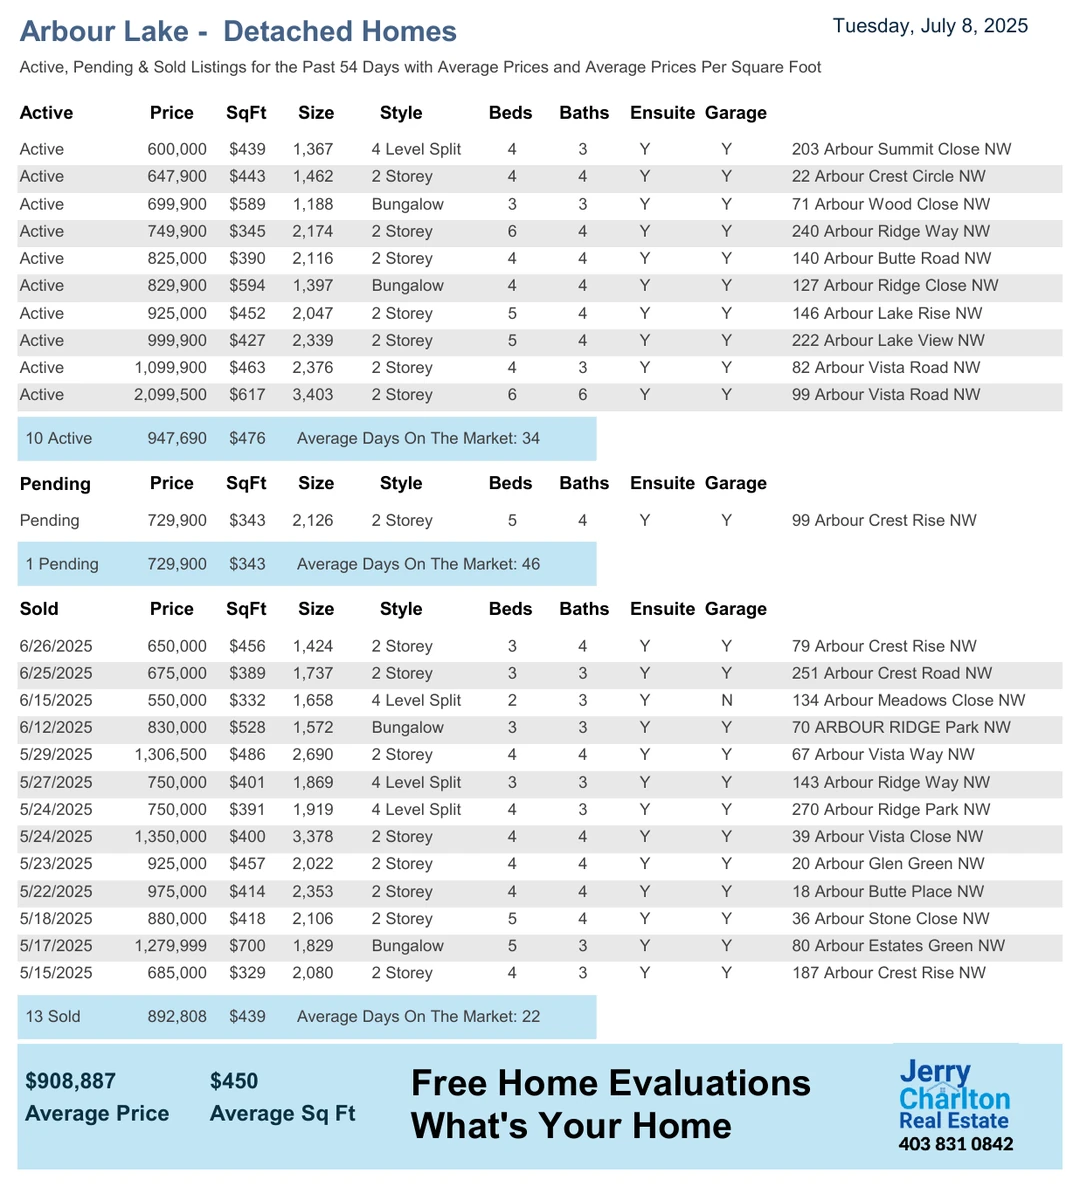 Arbour Lake - Detached Homes
Tuesday, July 8, 2025
Active, Pending & Sold Listings for the Past 54 Days with Average Prices and Average Prices Per Square Foot
Active Price SqFt Size Style Beds Baths Ensuite Garage
Active 600,000 $439 1,367 4 Level Split 4 3 Y Y 203 Arbour Summit Close NW
Active 647,900 $443 1,462 2 Storey 4 4 Y Y 22 Arbour Crest Circle NW
Active 699,900 $589 1,188 Bungalow 3 3 Y Y 71 Arbour Wood Close NW
Active 749,900 $345 2,174 2 Storey 6 4 Y Y 240 Arbour Ridge Way NW
Active 825,000 $390 2,116 2 Storey 4 4 Y Y 140 Arbour Butte Road NW
Active 829,900 $594 1,397 Bungalow 4 4 Y Y 127 Arbour Ridge Close NW
Active 925,000 $452 2,047 2 Storey 5 4 Y Y 146 Arbour Lake Rise NW
Active 999,900 $427 2,339 2 Storey 5 4 Y Y 222 Arbour Lake View NW
Active 1,099,900 $463 2,376 2 Storey 4 3 Y Y 82 Arbour Vista Road NW
Active 2,099,500 $617 3,403 2 Storey 6 6 Y Y 99 Arbour Vista Road NW
10 Active 947,690 $476 Average Days On The Market: 34
Pending Price SqFt Size Style Beds Baths Ensuite Garage
Pending 729,900 $343 2,126 2 Storey 5 4 Y Y 99 Arbour Crest Rise NW
1 Pending 729,900 $343 Average Days On The Market: 46
Sold Price SqFt Size Style Beds Baths Ensuite Garage
6/26/2025 650,000 $456 1,424 2 Storey 3 4 Y Y 79 Arbour Crest Rise NW
6/25/2025 675,000 $389 1,737 2 Storey 3 3 Y Y 251 Arbour Crest Road NW
6/15/2025 550,000 $332 1,658 4 Level Split 2 3 Y N 134 Arbour Meadows Close NW
6/12/2025 830,000 $528 1,572 Bungalow 3 3 Y Y 70 ARBOUR RIDGE Park NW
5/29/2025 1,306,500 $486 2,690 2 Storey 4 4 Y Y 67 Arbour Vista Way NW
5/27/2025 750,000 $401 1,869 4 Level Split 3 3 Y Y 143 Arbour Ridge Way NW
5/24/2025 750,000 $391 1,919 4 Level Split 4 3 Y Y 270 Arbour Ridge Park NW
5/24/2025 1,350,000 $400 3,378 2 Storey 4 4 Y Y 39 Arbour Vista Close NW
5/23/2025 925,000 $457 2,022 2 Storey 4 4 Y Y 20 Arbour Glen Green NW
5/22/2025 975,000 $414 2,353 2 Storey 4 4 Y Y 18 Arbour Butte Place NW
5/18/2025 880,000 $418 2,106 2 Storey 5 4 Y Y 36 Arbour Stone Close NW
5/17/2025 1,279,999 $700 1,829 Bungalow 5 3 Y Y 80 Arbour Estates Green NW
5/15/2025 685,000 $329 2,080 2 Storey 4 3 Y Y 187 Arbour Crest Rise NW
13 Sold 892,808 $439 Average Days On The Market: 22
$908,887 $450
Average Price Average Sq Ft
Free Home Evaluations
What's Your Home
Jerry
Charlton
Real Estate
403 831 0842